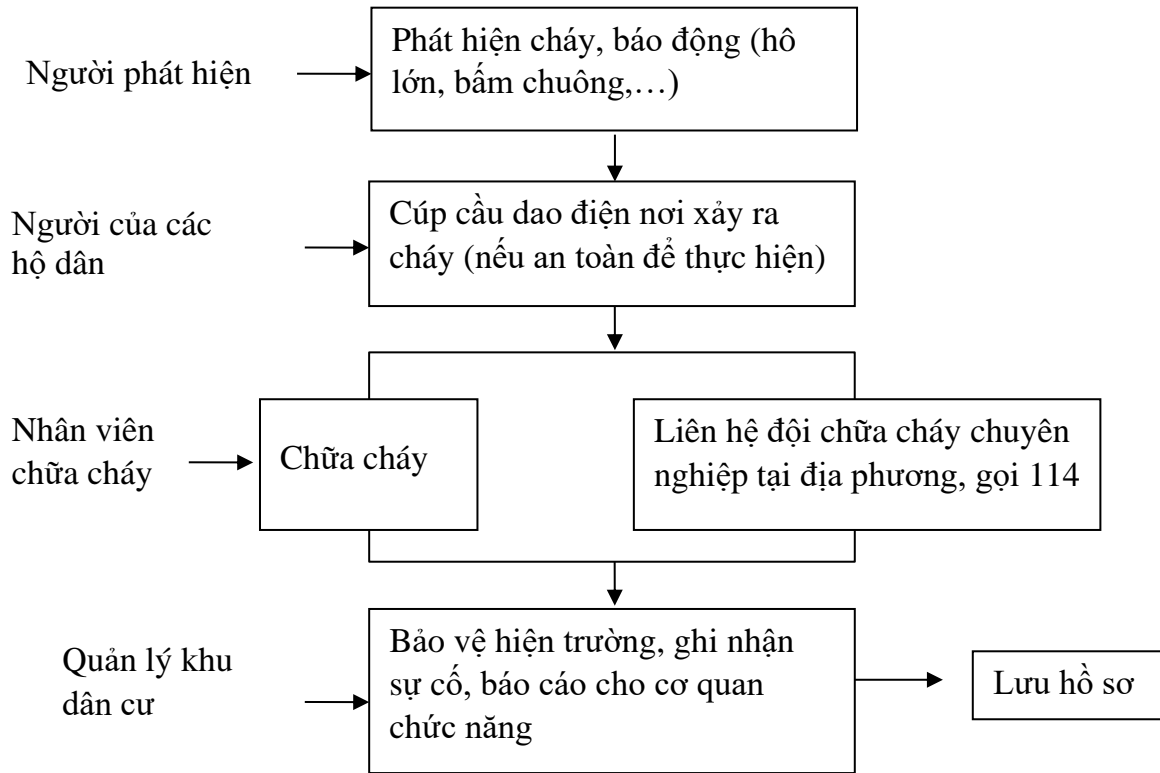 Người phát hiện
Phát hiện cháy, báo động (hô
lớn, bấm chuông,…)
Người của các
hộ dân
Cúp cầu dao điện nơi xảy ra
cháy (nếu an toàn để thực hiện)
Nhân viên
chữa cháy
Chữa cháy
Liên hệ đội chữa cháy chuyên
nghiệp tại địa phương, gọi 114
Quản lý khu
dân cư
Bảo vệ hiện trường, ghi nhận
sự cố, báo cáo cho cơ quan
chức năng
Lưu hồ sơ